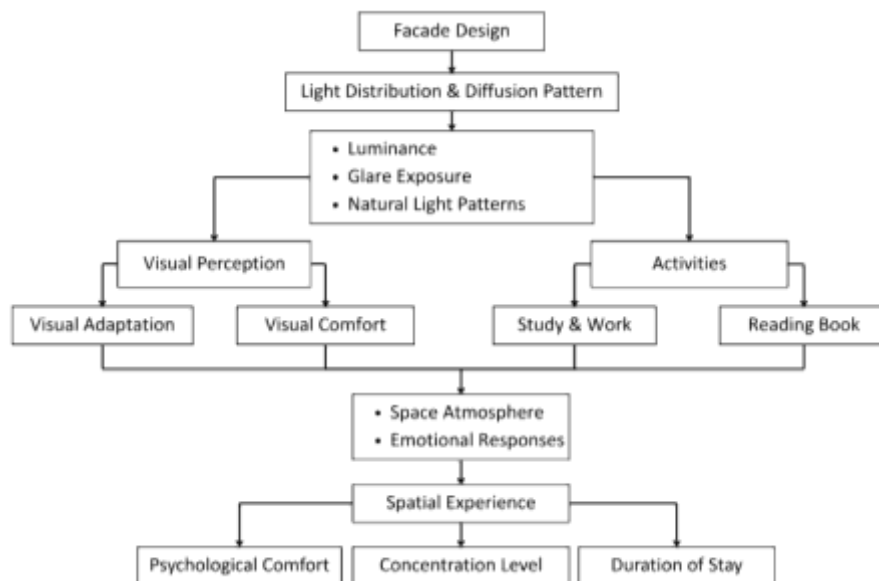 Facade Design
Light Distribution & Diffusion Pattern
• Luminance
• Glare Exposure
• Natural Light Patterns
Visual Perception
Activities
Visual Adaptation
Visual Comfort
Study & Work
Reading Book
• Space Atmosphere
• Emotional Responses
Spatial Experience
Psychological Comfort
Concentration Level
Duration of Stay